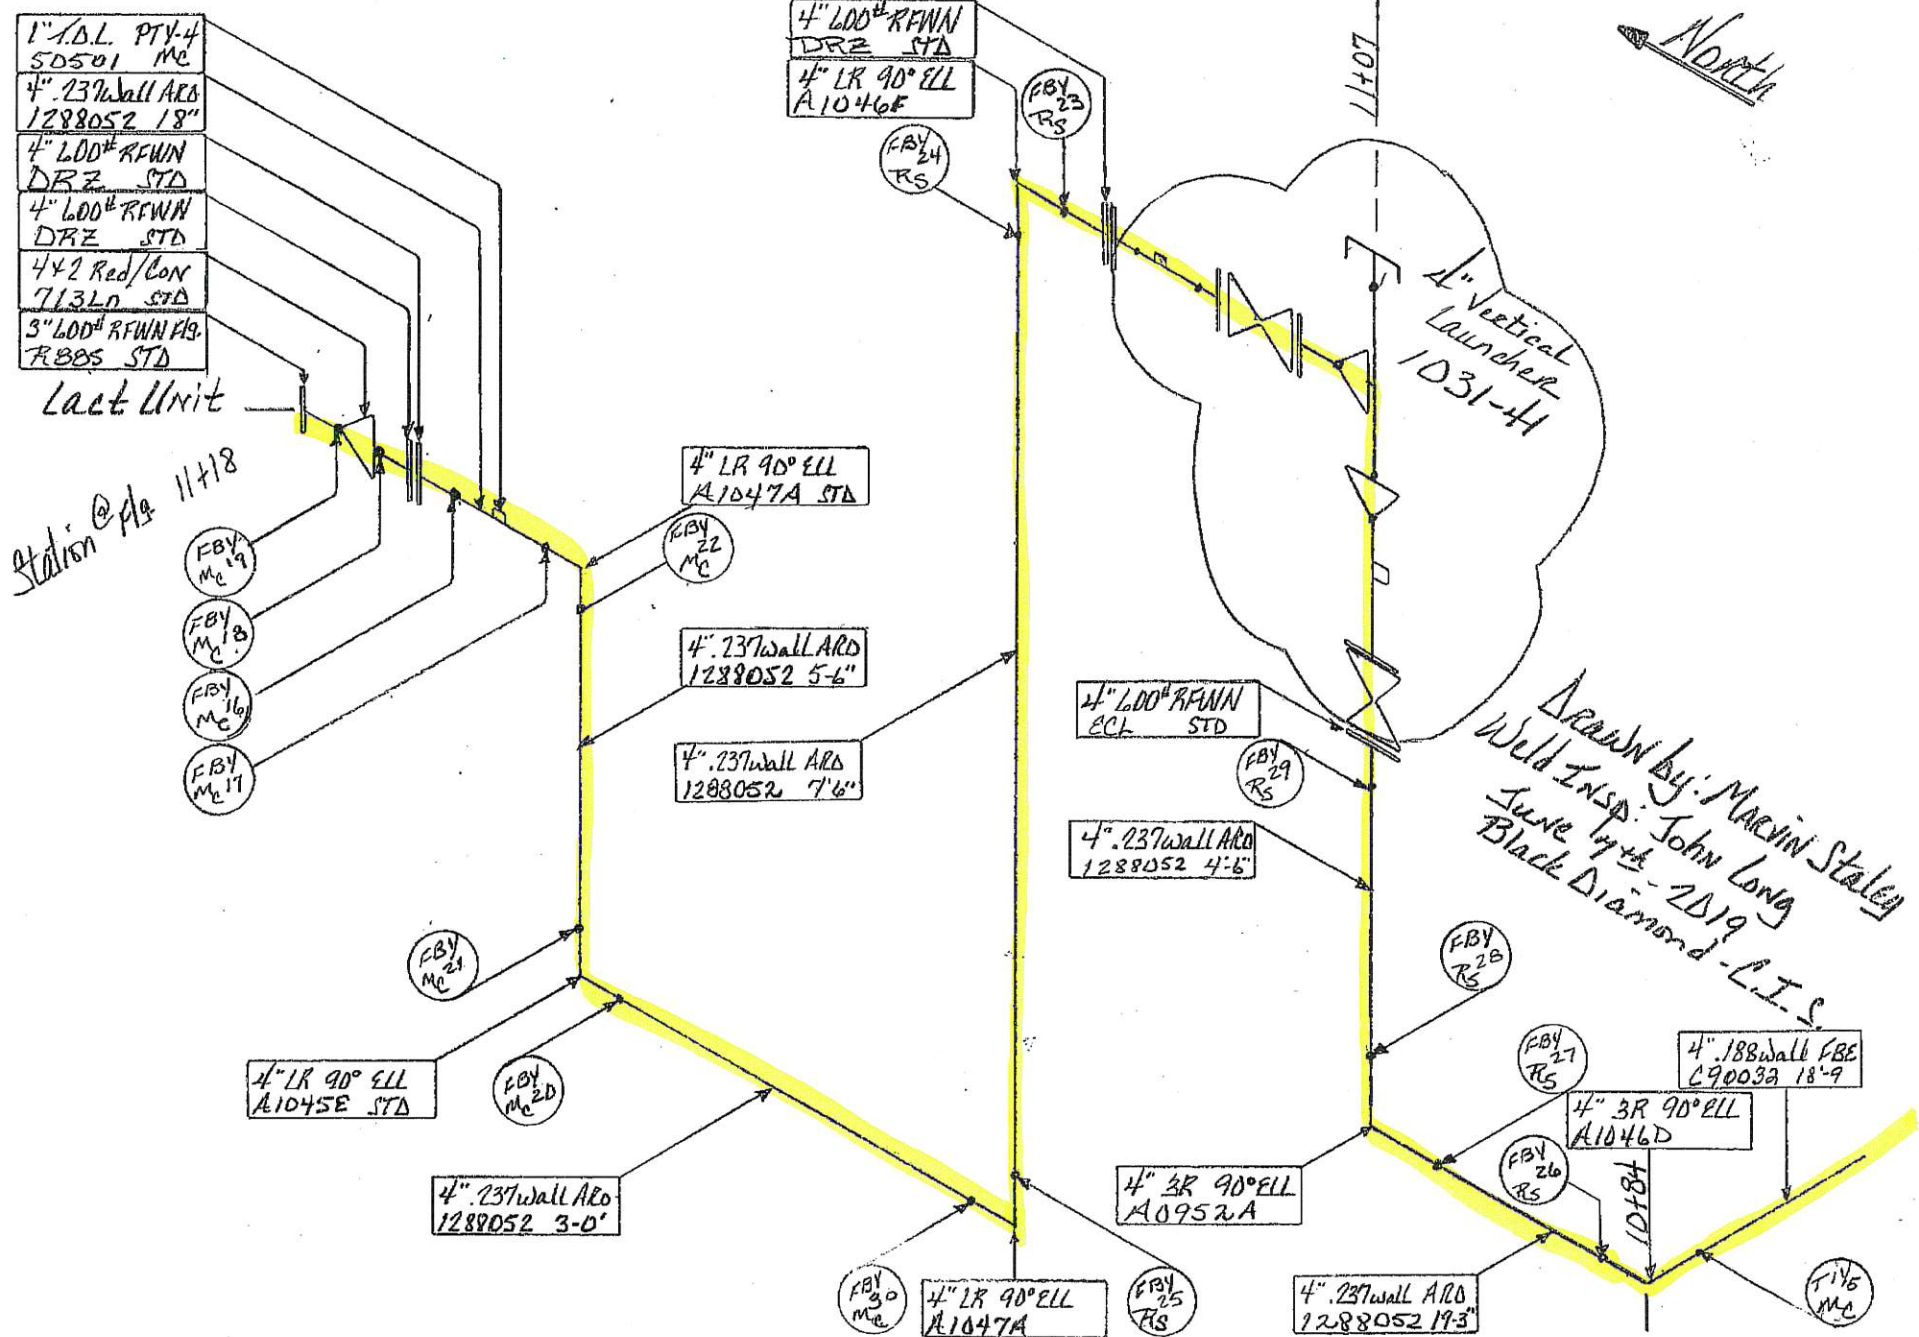 1" T.O.L. PTY-4
50501 MC
4" .237 wall ARO
1288052 18"
4" 600# RFWN
DRZ STD
4" 600# RFWN
DRZ STD
4x2 Red/Con
STD
3" 600# RFWN Flg.
R885 STD
Lact Unit
Station @ Flg 11+18
FBY 19
MC
FBY 18
MC
FBY 16
MC
FBY 17
MC
4" LR 90° ELL
A1047A STD
FBY 22
MC
4" .237 wall ARO
1288052 5-6"
4" .237 wall ARO
1288052 7'6"
FBY 21
MC
4" LR 90° ELL
A1045E STD
FBY 20
MC
4" .237 wall ARO
1288052 3-0'
4" 600# RFWN
DRZ STD
4" LR 90° ELL
A1046F
FBY 23
RS
FBY 24
RS
11+07
North
4" Vertical
Launcher
1031-44
4" 600# RFWN
ECL STD
FBY 29
RS
4" .237 wall ARO
1288052 4'-6"
Drawn by: Marvin Staley
Weld Insp: John Long
June 17th - 2019
Black Diamond - C.I.S.
FBY 28
RS
FBY 27
RS
4" .188 wall FBE
C90032 18'-9
4" 3R 90° ELL
A1046D
FBY 26
RS
10+84
4" 3R 90° ELL
A0952A
FBY 30
MC
4" LR 90° ELL
A1047A
FBY 25
RS
4" .237 wall ARO
1288052 19-3"
MC